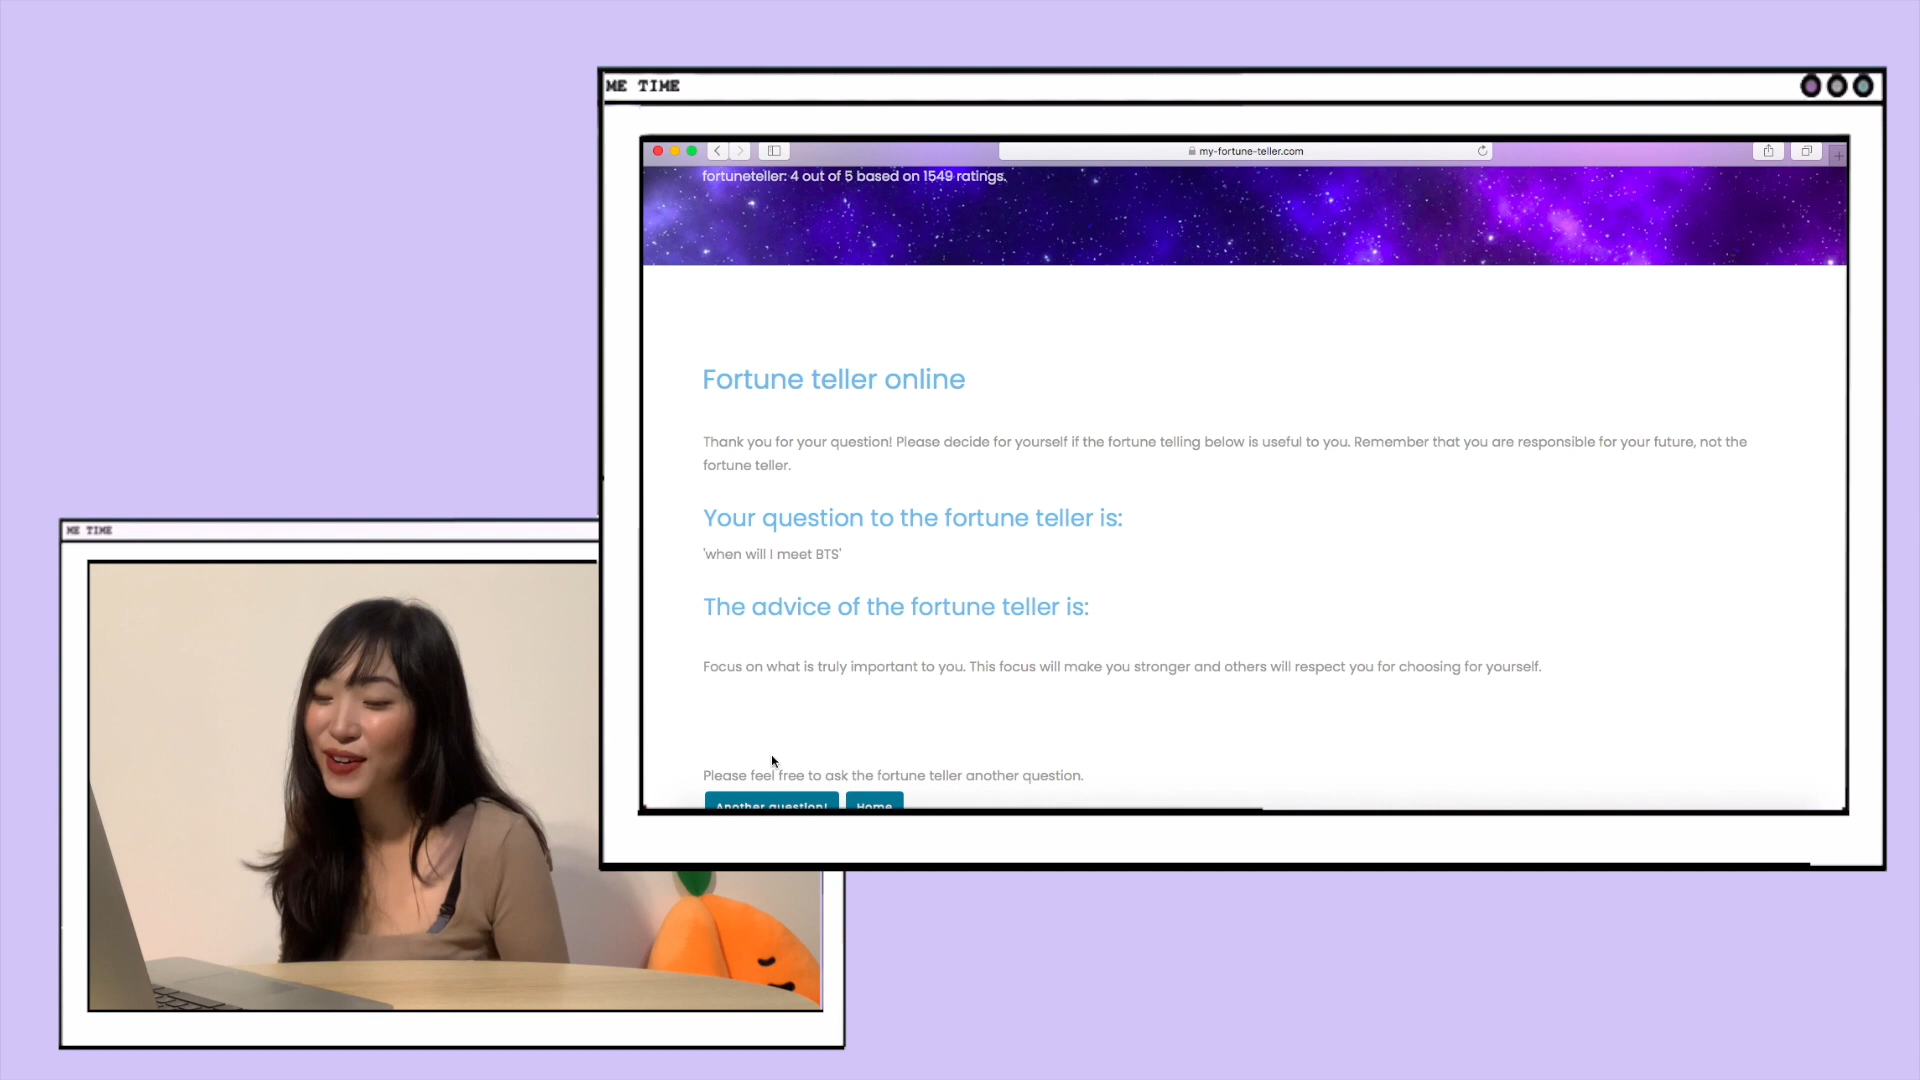 ME TIME
my-fortune-teller.com
fortuneteller: 4 out of 5 based on 1549 ratings.
Fortune teller online
Thank you for your question! Please decide for yourself if the fortune telling below is useful to you. Remember that you are responsible for your future, not the
fortune teller.
Your question to the fortune teller is:
'when will I meet BTS'
The advice of the fortune teller is:
Focus on what is truly important to you. This focus will make you stronger and others will respect you for choosing for yourself.
Please feel free to ask the fortune teller another question.
Another question!
Home
ME TIME